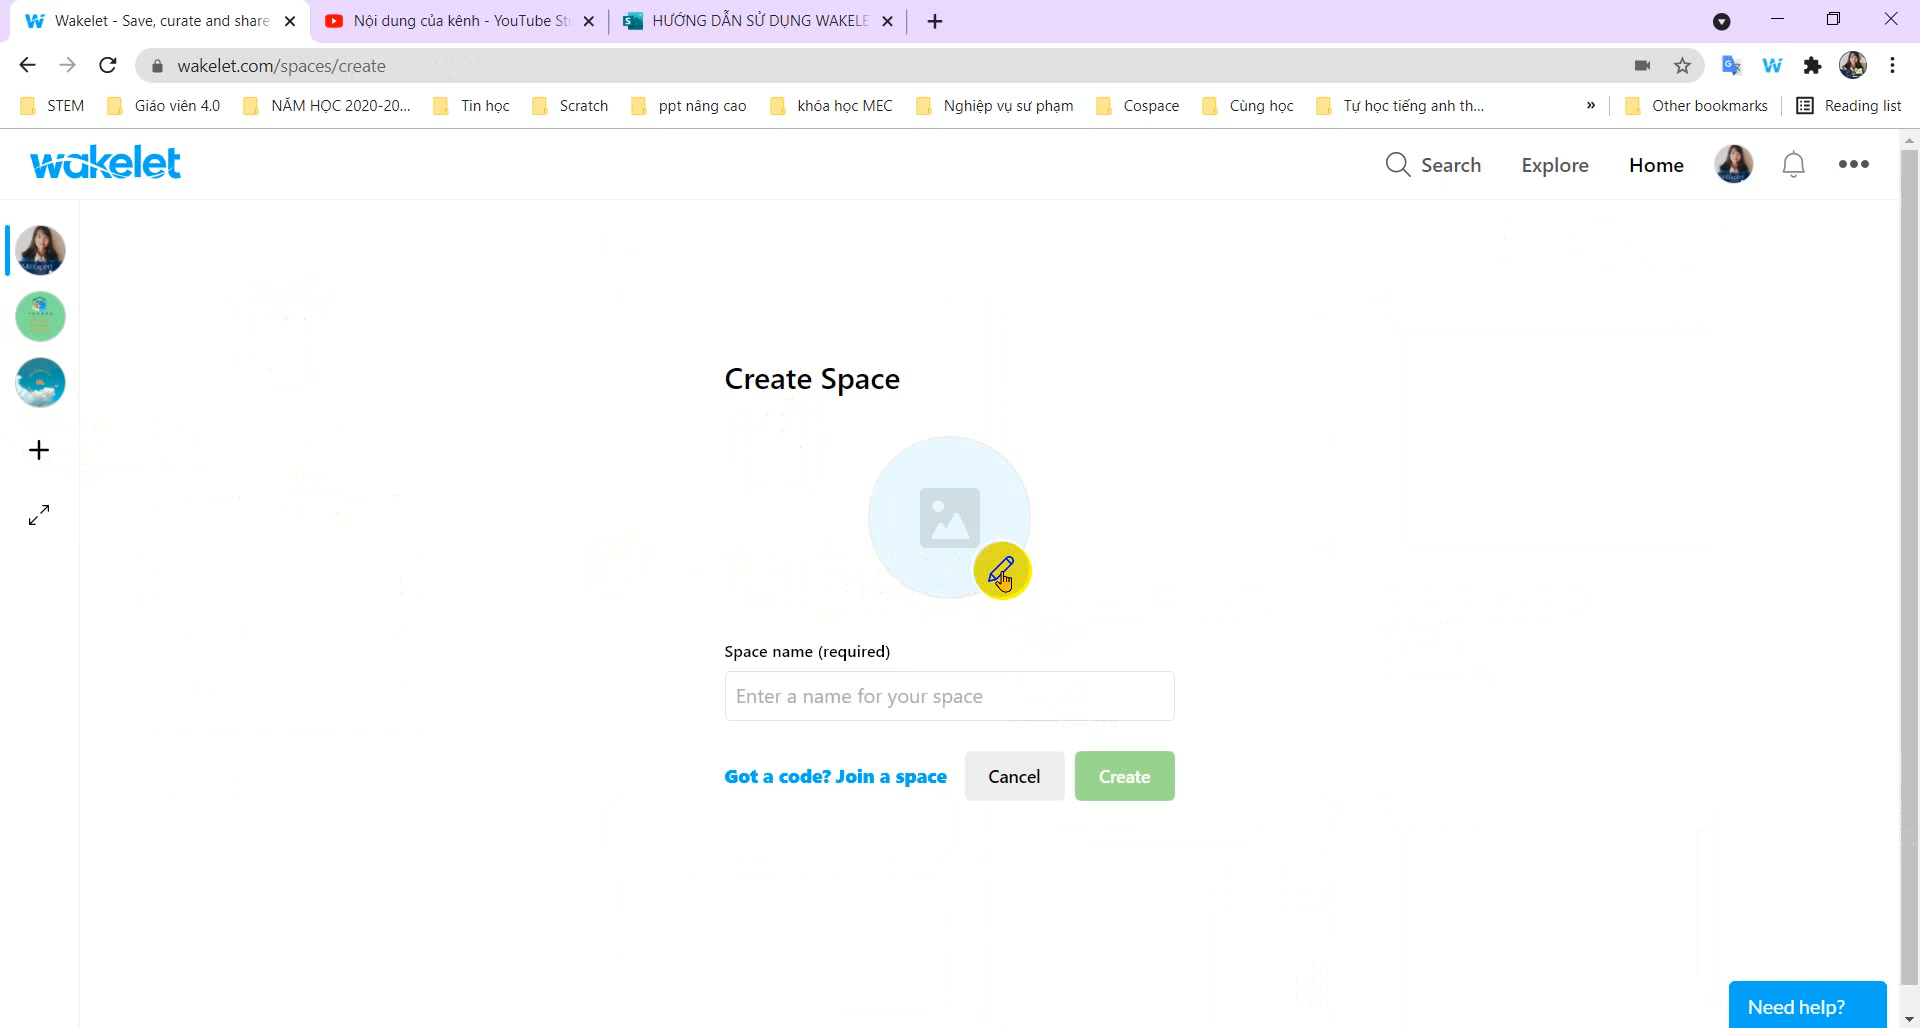 Wakelet - Save, curate and share
Nội dung của kênh - YouTube St
HƯỚNG DẪN SỬ DỤNG WAKELE
wakelet.com/spaces/create
STEM
Giáo viên 4.0
NĂM HỌC 2020-20...
Tin học
Scratch
ppt nâng cao
khóa học MEC
Nghiệp vụ sư phạm
Cospace
Cùng học
Tự học tiếng anh th...
»
Other bookmarks
Reading list
wakelet
Search
Explore
Home
Create Space
Space name (required)
Enter a name for your space
Got a code? Join a space
Cancel
Create
Need help?